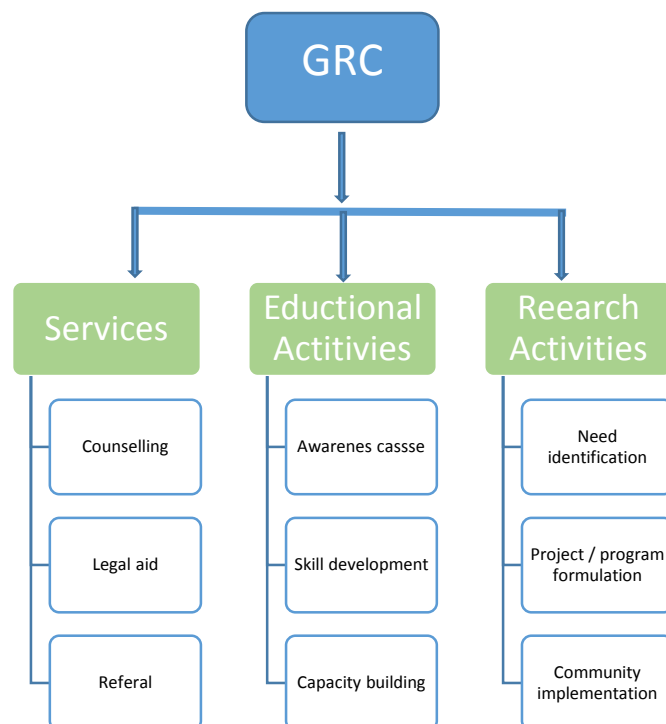 GRC
Services
Eductional
Actitivies
Reearch
Activities
Counselling
Legal aid
Referal
Awarenes cassse
Skill development
Capacity building
Need
identification
Project / program
formulation
Community
implementation